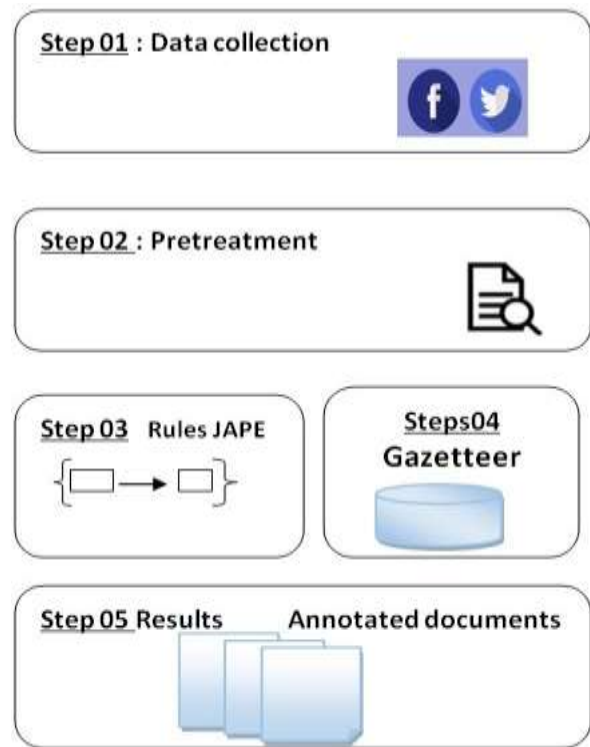 Step 01 : Data collection
Step 02 : Pretreatment
Step 03 Rules JAPE
Steps04
Gazetteer
Step 05 Results Annotated documents